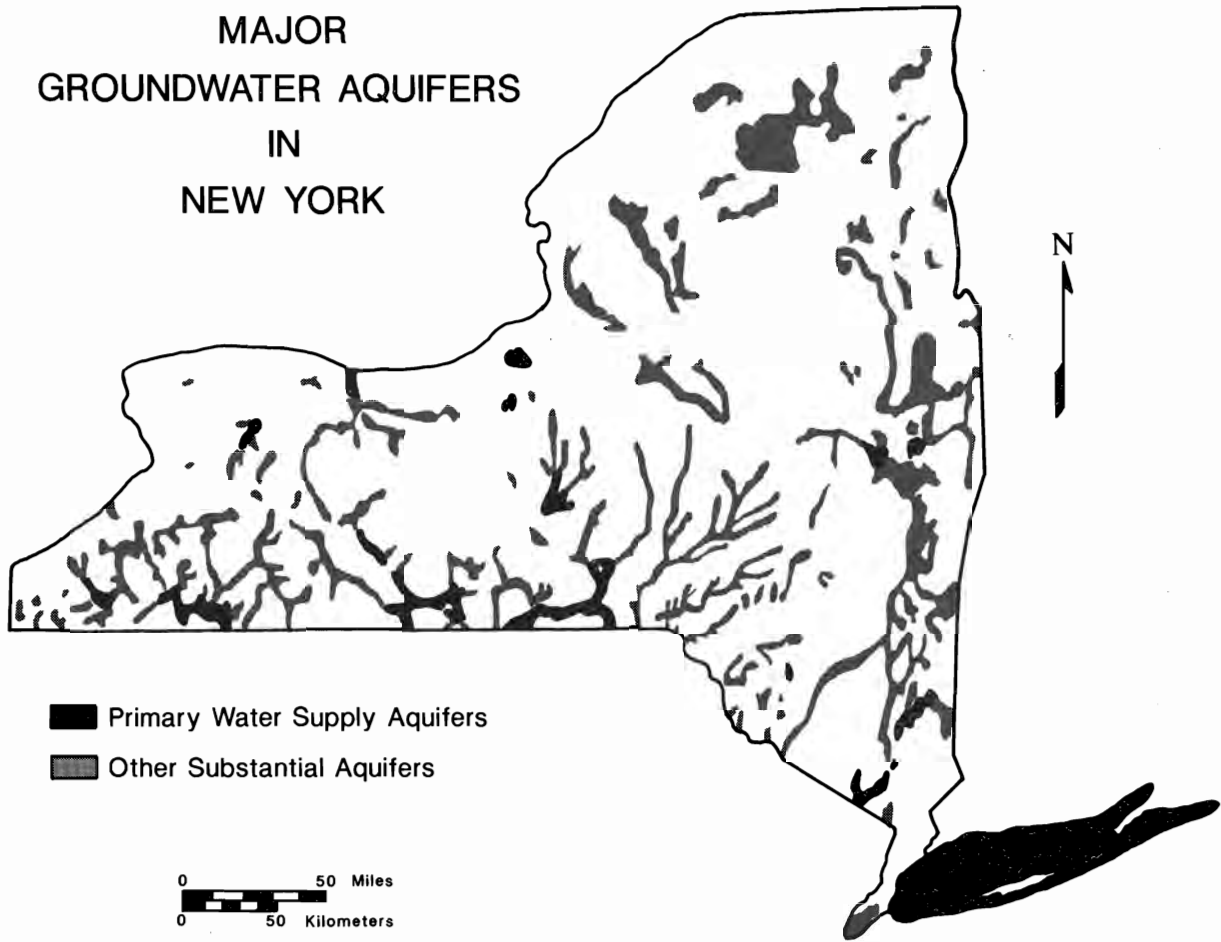 MAJOR
GROUNDWATER AQUIFERS
IN
NEW YORK
N
Primary Water Supply Aquifers
Other Substantial Aquifers
0 50 Miles
0 50 Kilometers